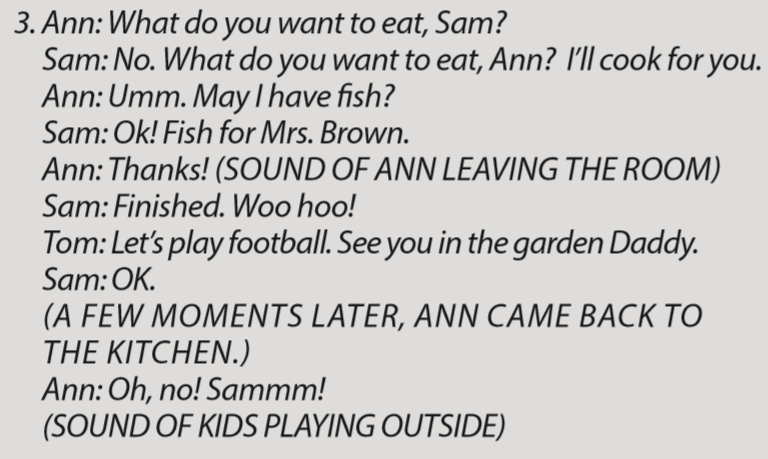 3. Ann: What do you want to eat, Sam?
Sam: No. What do you want to eat, Ann? I'll cook for you.
Ann: Umm. May I have fish?
Sam: Ok! Fish for Mrs. Brown.
Ann: Thanks! (SOUND OF ANN LEAVING THE ROOM)
Sam: Finished. Woo hoo!
Tom: Let's play football. See you in the garden Daddy.
Sam: OK.
(A FEW MOMENTS LATER, ANN CAME BACK TO
THE KITCHEN.)
Ann: Oh, no! Sammm!
(SOUND OF KIDS PLAYING OUTSIDE)